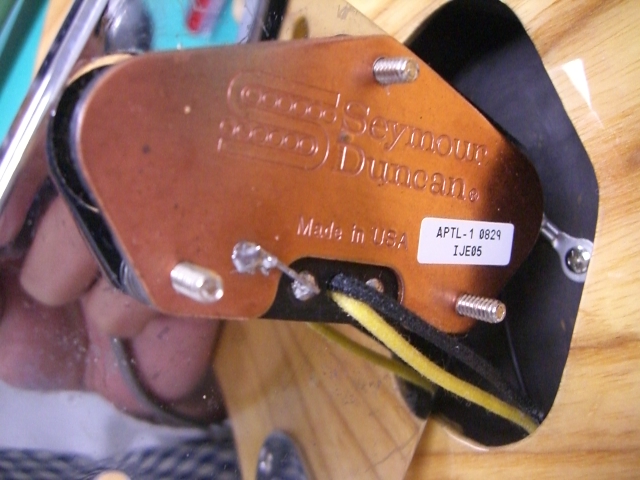 Seymour
Duncan®
Made in USA
APTL-1 0829
IJE05